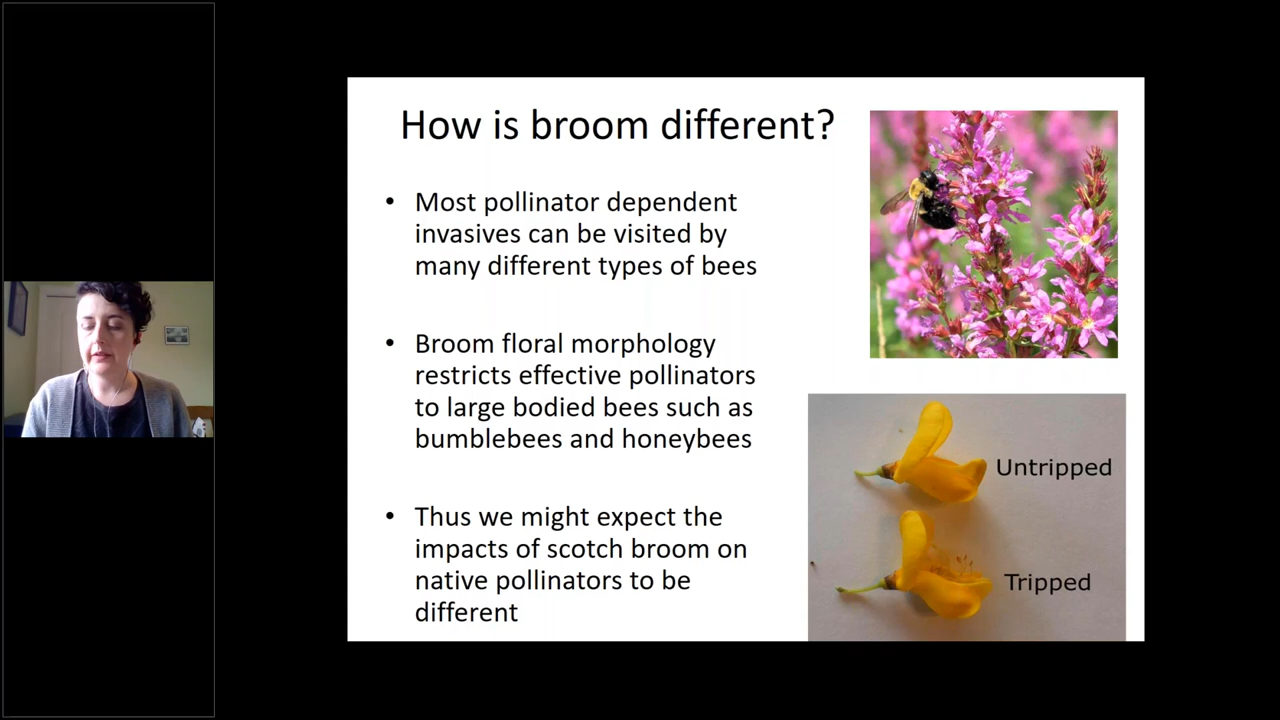 How is broom different?
• Most pollinator dependent
invasives can be visited by
many different types of bees
• Broom floral morphology
restricts effective pollinators
to large bodied bees such as
bumblebees and honeybees
• Thus we might expect the
impacts of scotch broom on
native pollinators to be
different
Untripped
Tripped